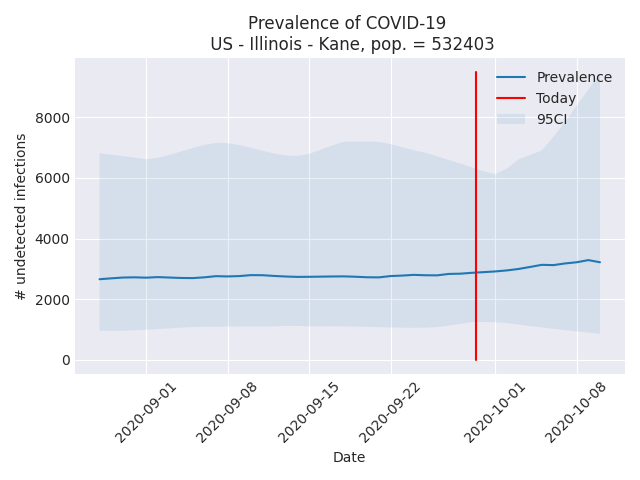 Prevalence of COVID-19
US - Illinois - Kane, pop. = 532403
Prevalence
Today
95CI
# undetected infections
8000
6000
4000
2000
0
2020-09-01
2020-09-08
2020-09-15
2020-09-22
2020-10-01
2020-10-08
Date